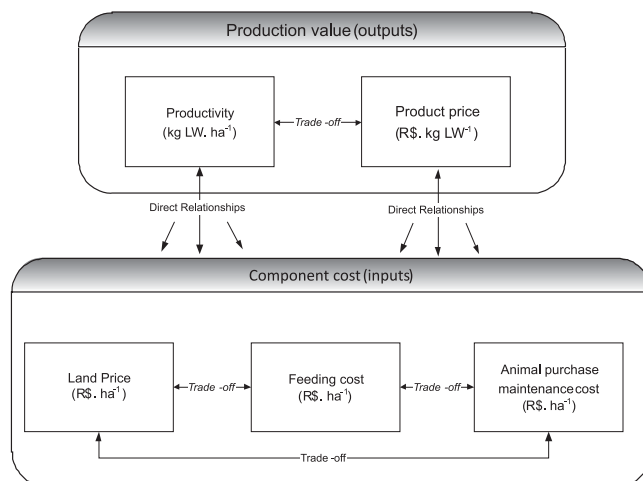 Production value (outputs)
Productivity
(kg LW. ha⁻¹)
Trade -off
Product price
(R$. kg LW⁻¹)
Direct Relationships
Direct Relationships
Component cost (inputs)
Land Price
(R$. ha⁻¹)
Trade -off
Feeding cost
(R$. ha⁻¹)
Trade -off
Animal purchase
maintenance cost
(R$. ha⁻¹)
Trade-off